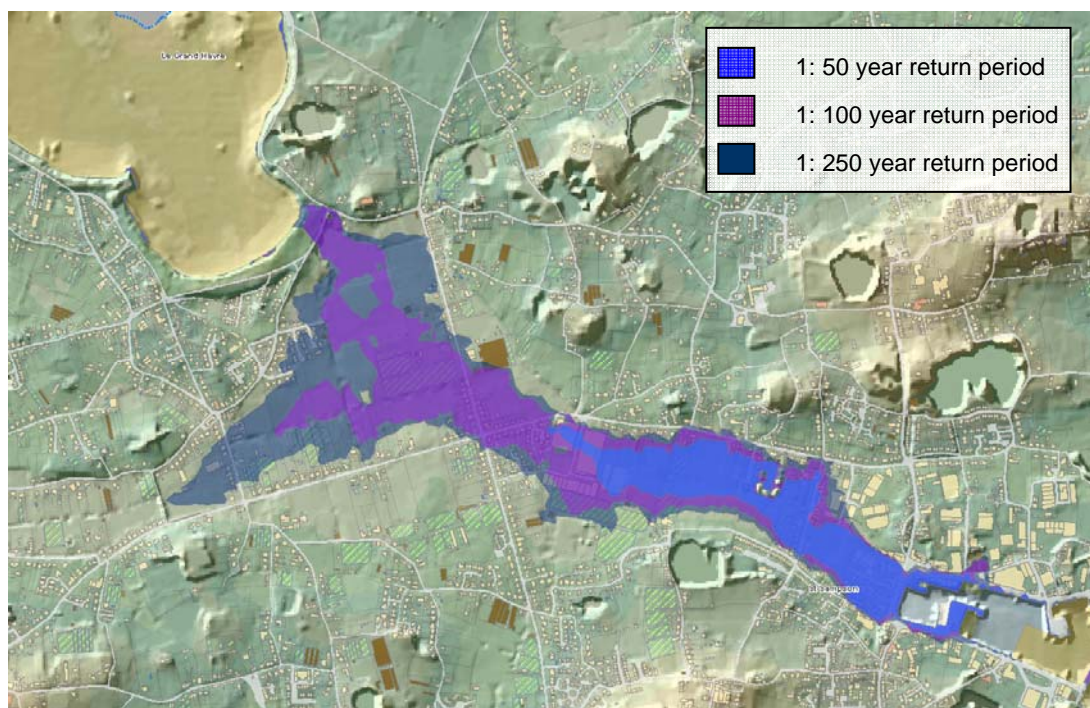 Le Grand Havre
1: 50 year return period
1: 100 year return period
1: 250 year return period